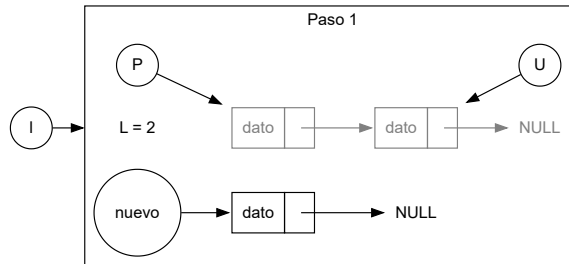 Paso 1
P
U
I
L = 2
dato
dato
NULL
nuevo
dato
NULL